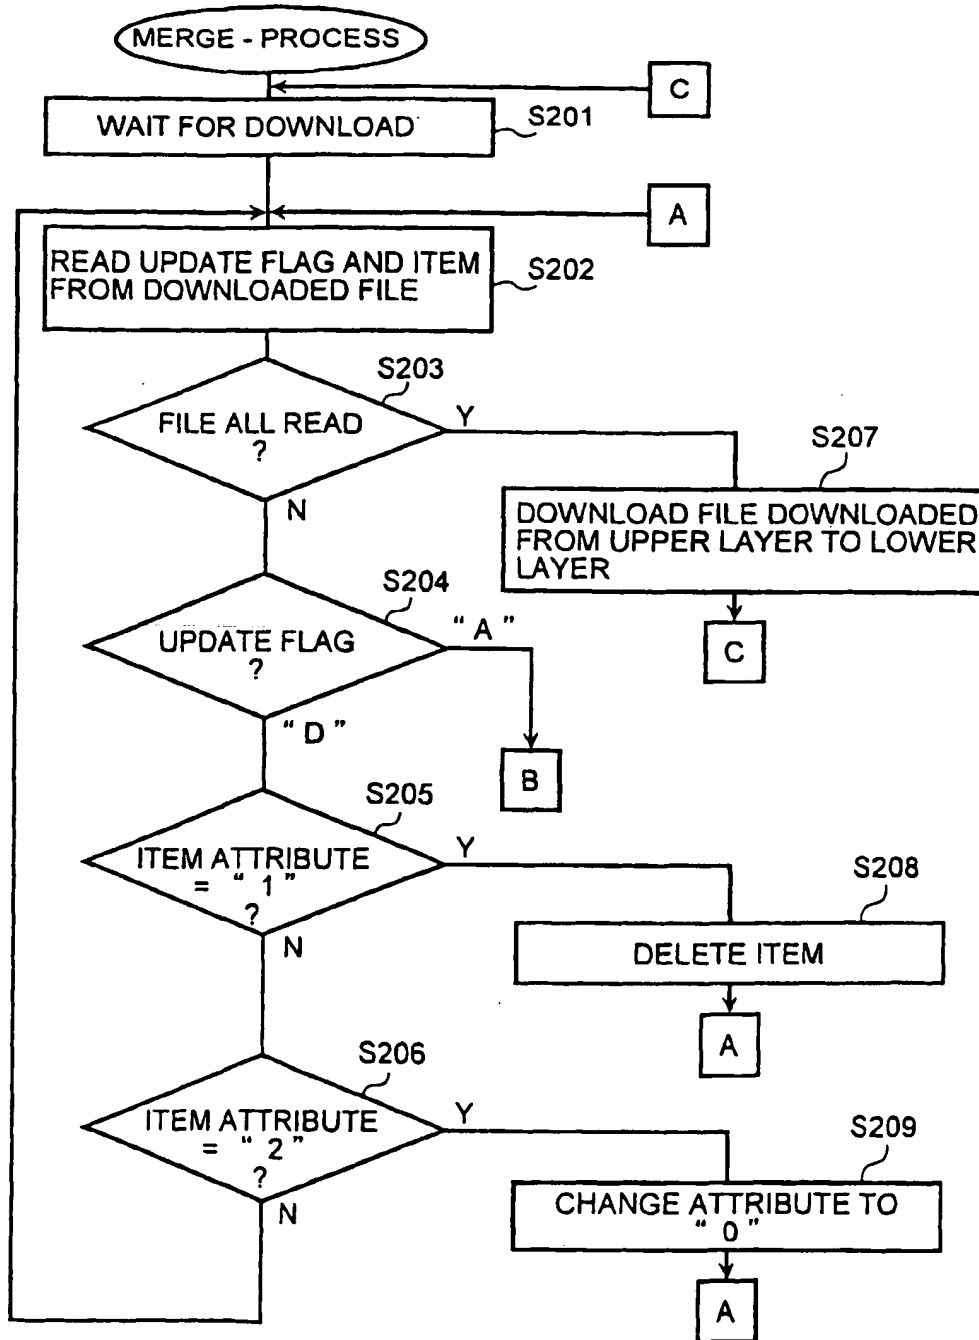 MERGE - PROCESS
C
WAIT FOR DOWNLOAD
S201
A
READ UPDATE FLAG AND ITEM
FROM DOWNLOADED FILE
S202
S203
FILE ALL READ
?
Y
N
S207
DOWNLOAD FILE DOWNLOADED
FROM UPPER LAYER TO LOWER
LAYER
C
S204
UPDATE FLAG
?
“ A ”
“ D ”
B
S205
ITEM ATTRIBUTE
= “ 1 ”
?
Y
N
S208
DELETE ITEM
A
S206
ITEM ATTRIBUTE
= “ 2 ”
?
Y
N
S209
CHANGE ATTRIBUTE TO
“ 0 ”
A